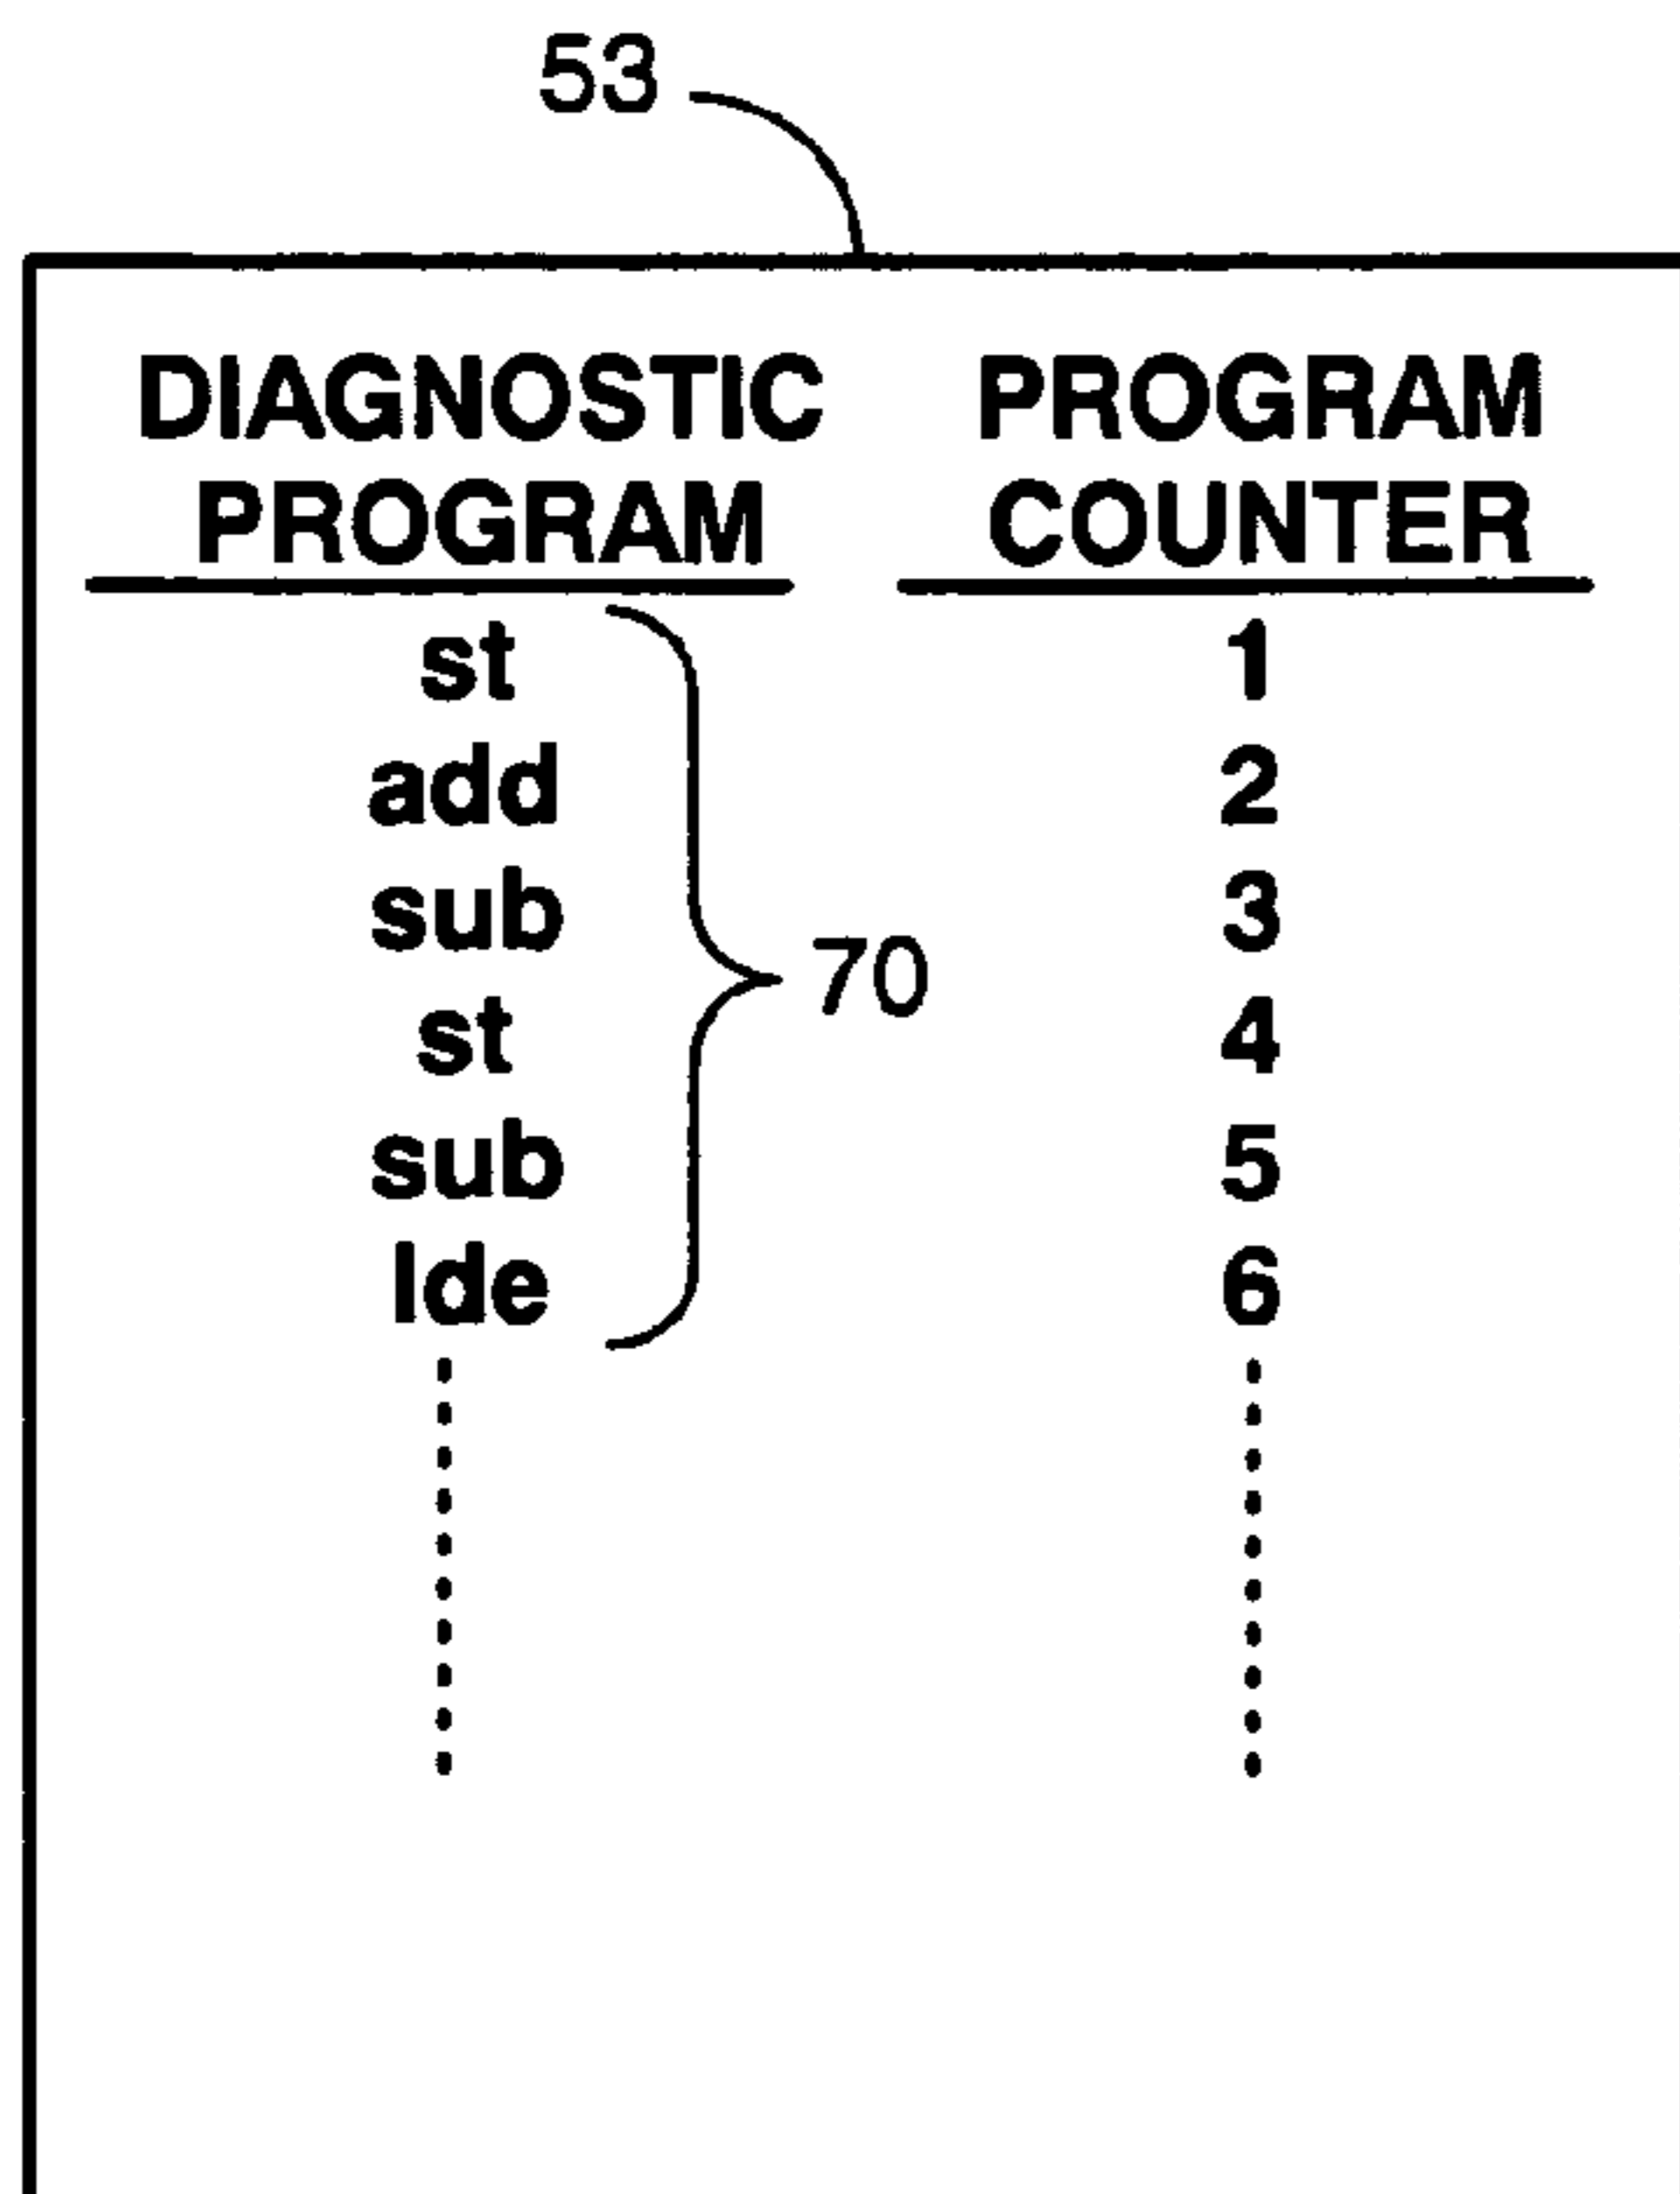 53
DIAGNOSTIC PROGRAM
PROGRAM COUNTER
st 1
add 2
sub 3
70
st 4
sub 5
lde 6